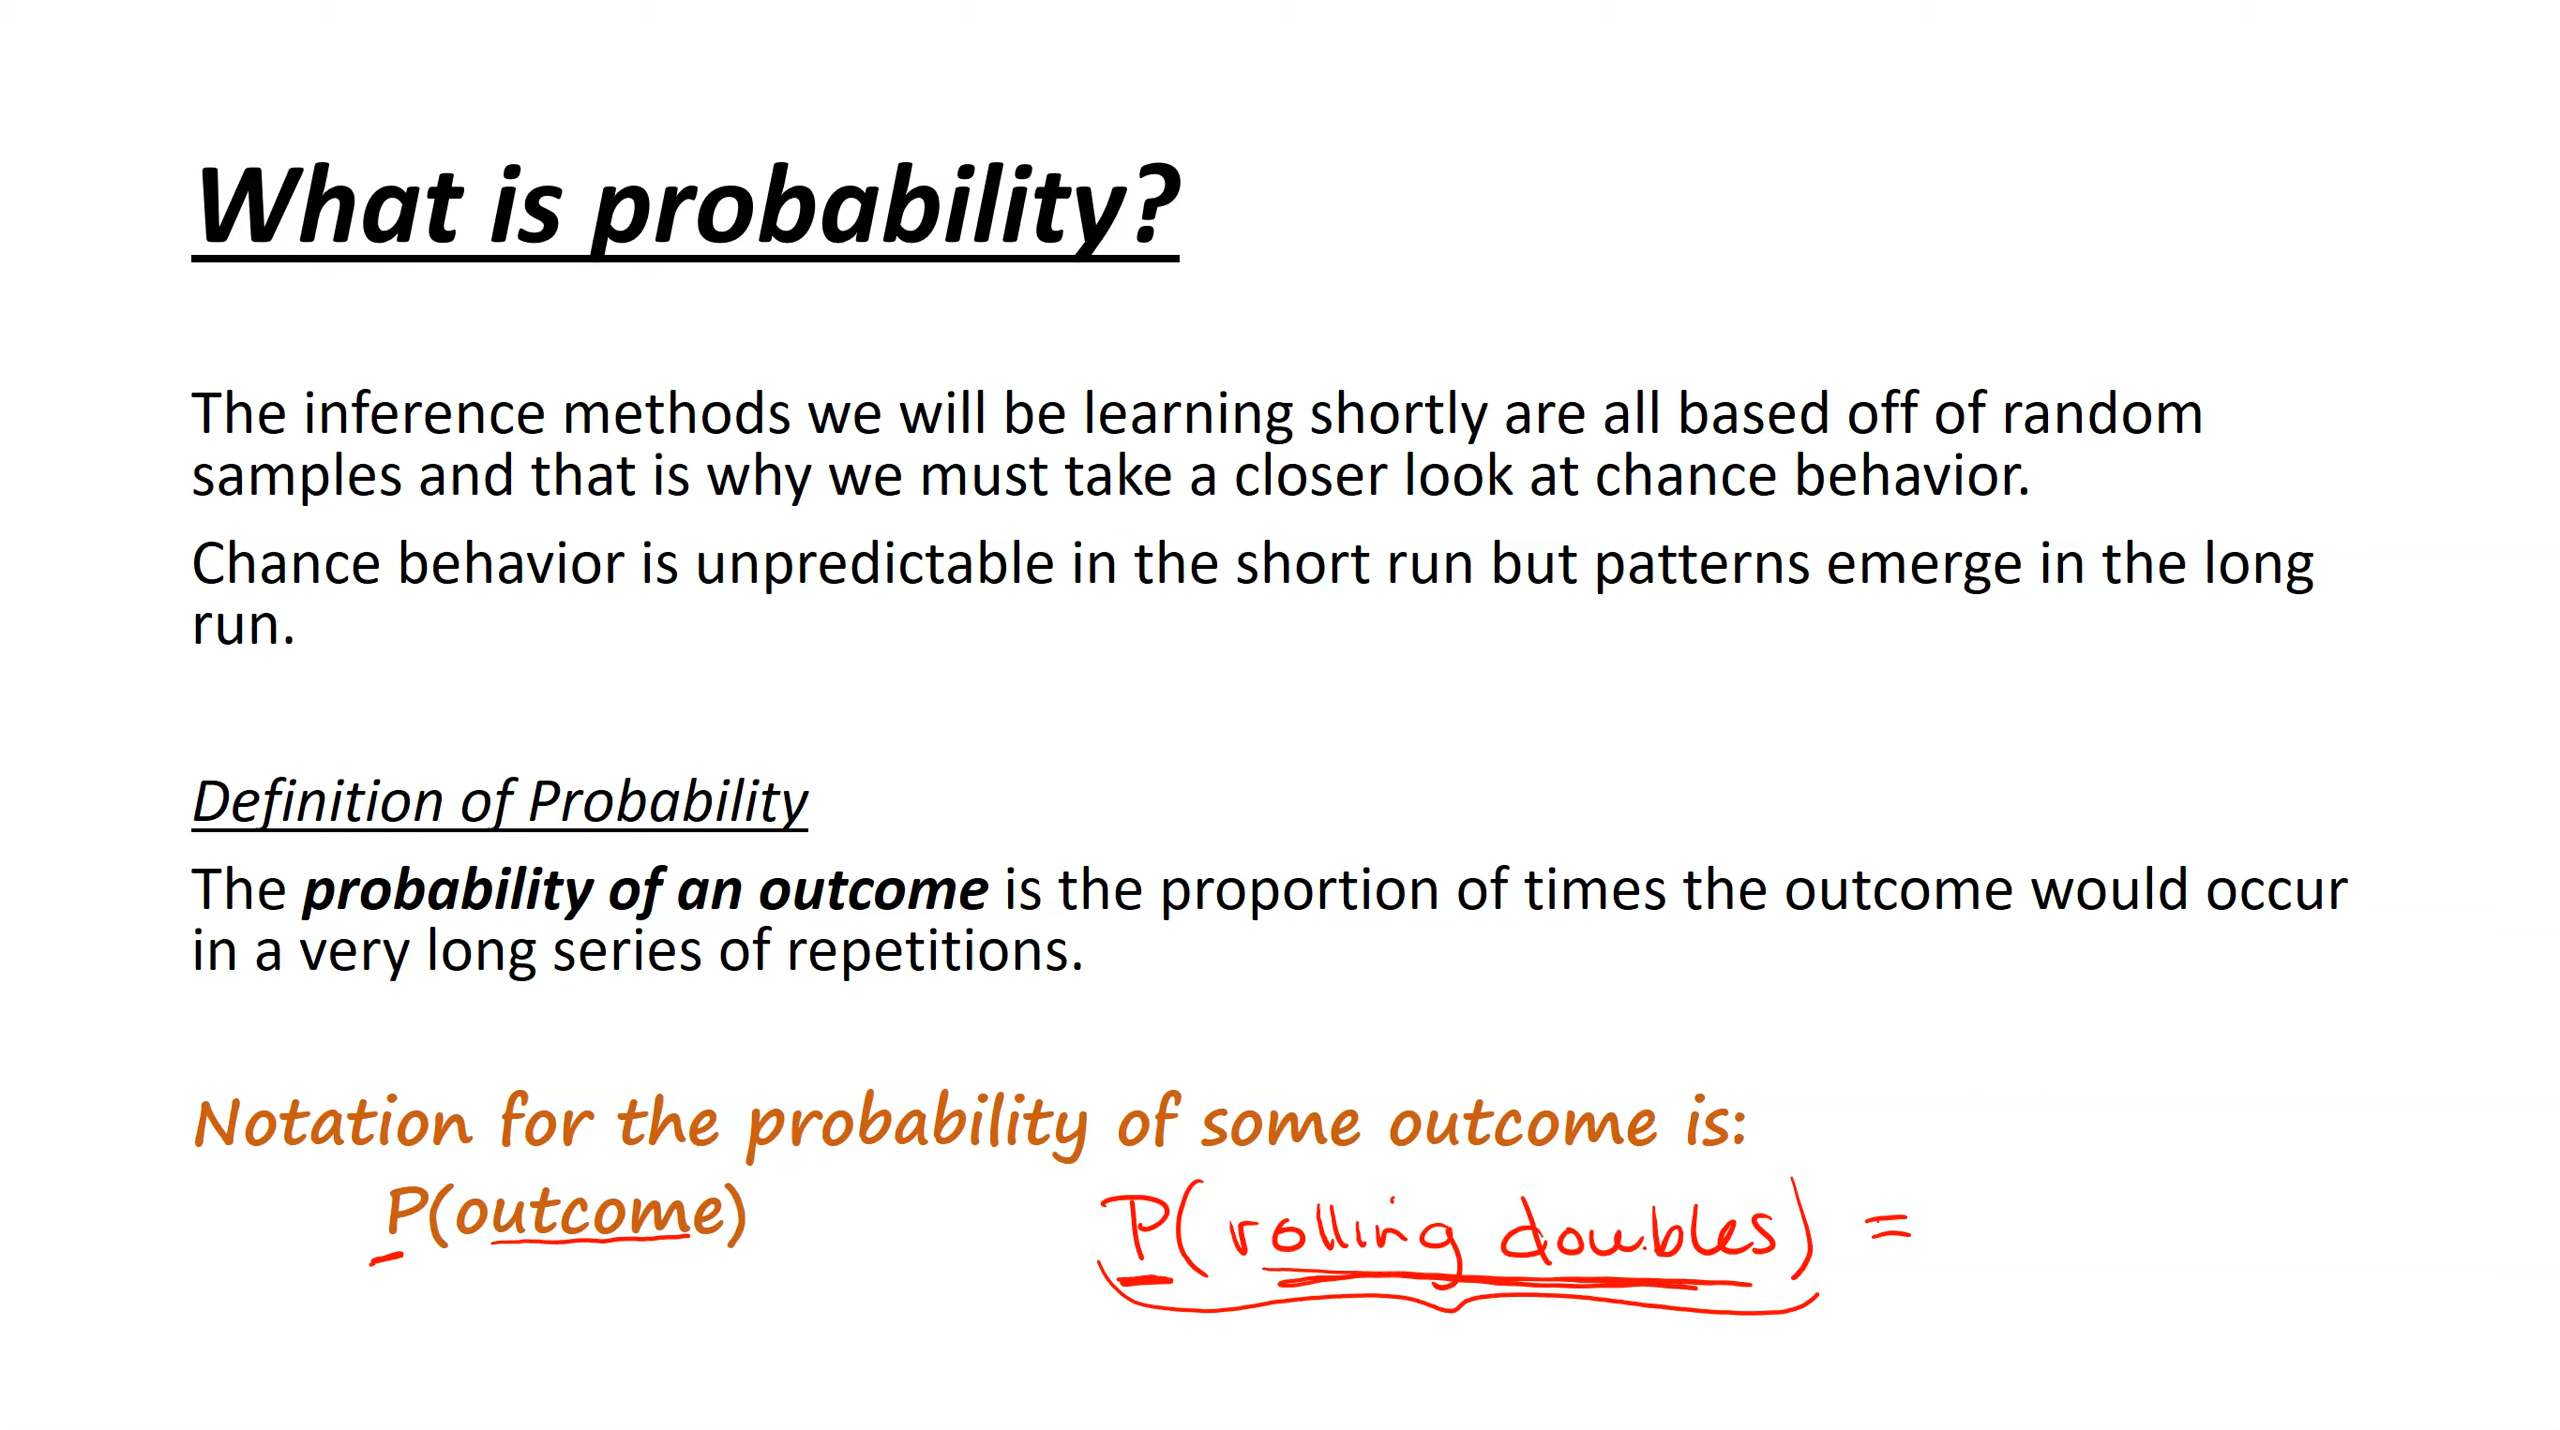 What is probability?
The inference methods we will be learning shortly are all based off of random
samples and that is why we must take a closer look at chance behavior.
Chance behavior is unpredictable in the short run but patterns emerge in the long
run.
Definition of Probability
The probability of an outcome is the proportion of times the outcome would occur
in a very long series of repetitions.
Notation for the probability of some outcome is:
P(outcome) P(rolling doubles) =